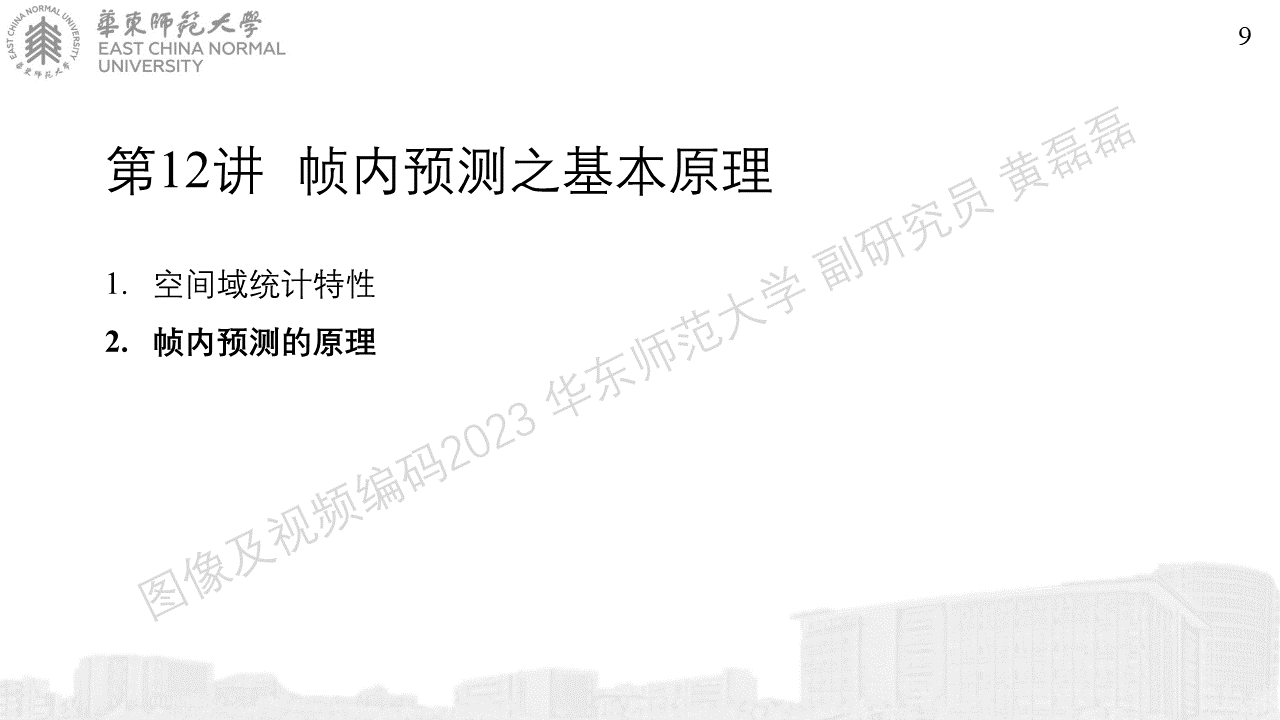 EAST CHINA NORMAL UNIVERSITY
華東師范大學
華東師範大學
EAST CHINA NORMAL
UNIVERSITY
9
第12讲 帧内预测之基本原理
1. 空间域统计特性
2. 帧内预测的原理
图像及视频编码2023 华东师范大学 副研究员 黄磊磊